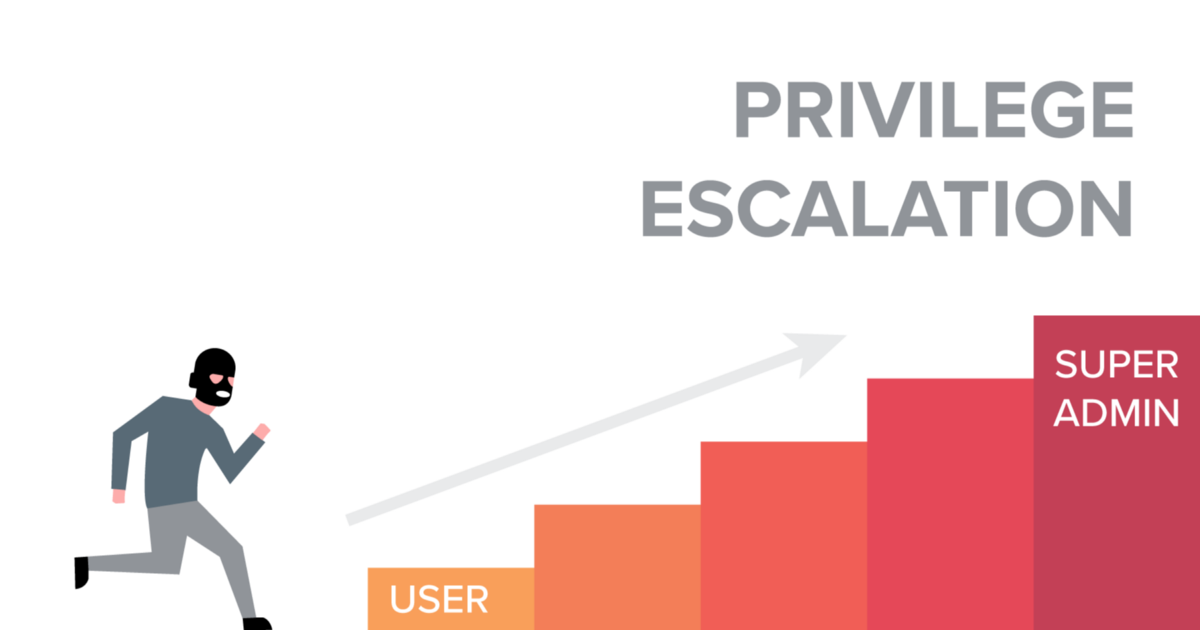 PRIVILEGE
ESCALATION
SUPER
ADMIN
USER